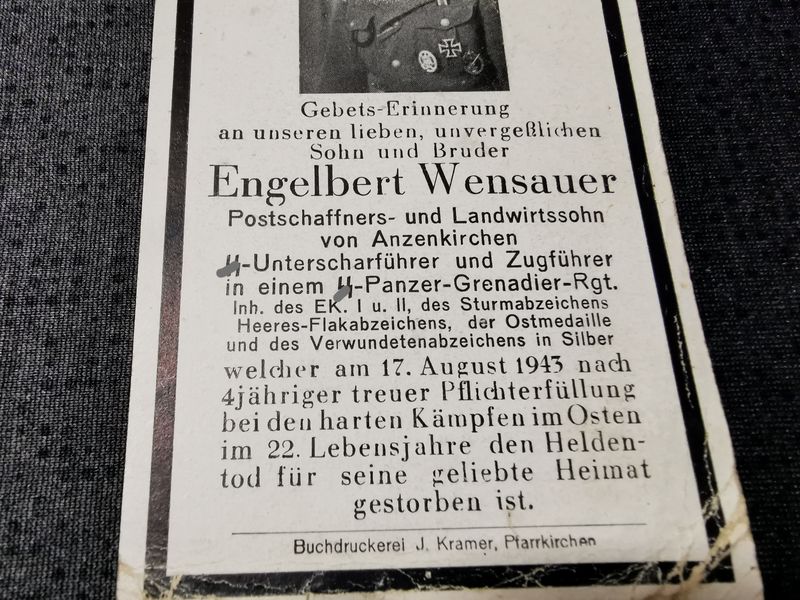 Gebets-Erinnerung
an unseren lieben, unvergeßlichen
Sohn und Bruder
Engelbert Wensauer
Postschaffners- und Landwirtssohn
von Anzenkirchen
ᛋᛋ-Unterscharführer und Zugführer
in einem ᛋᛋ-Panzer-Grenadier-Rgt.
Inh. des EK. I u. II, des Sturmabzeichens
Heeres-Flakabzeichens, der Ostmedaille
und des Verwundetenabzeichens in Silber
welcher am 17. August 1943 nach
4jähriger treuer Pflichterfüllung
bei den harten Kämpfen im Osten
im 22. Lebensjahre den Helden-
tod für seine geliebte Heimat
gestorben ist.
Buchdruckerei J. Kramer, Pfarrkirchen